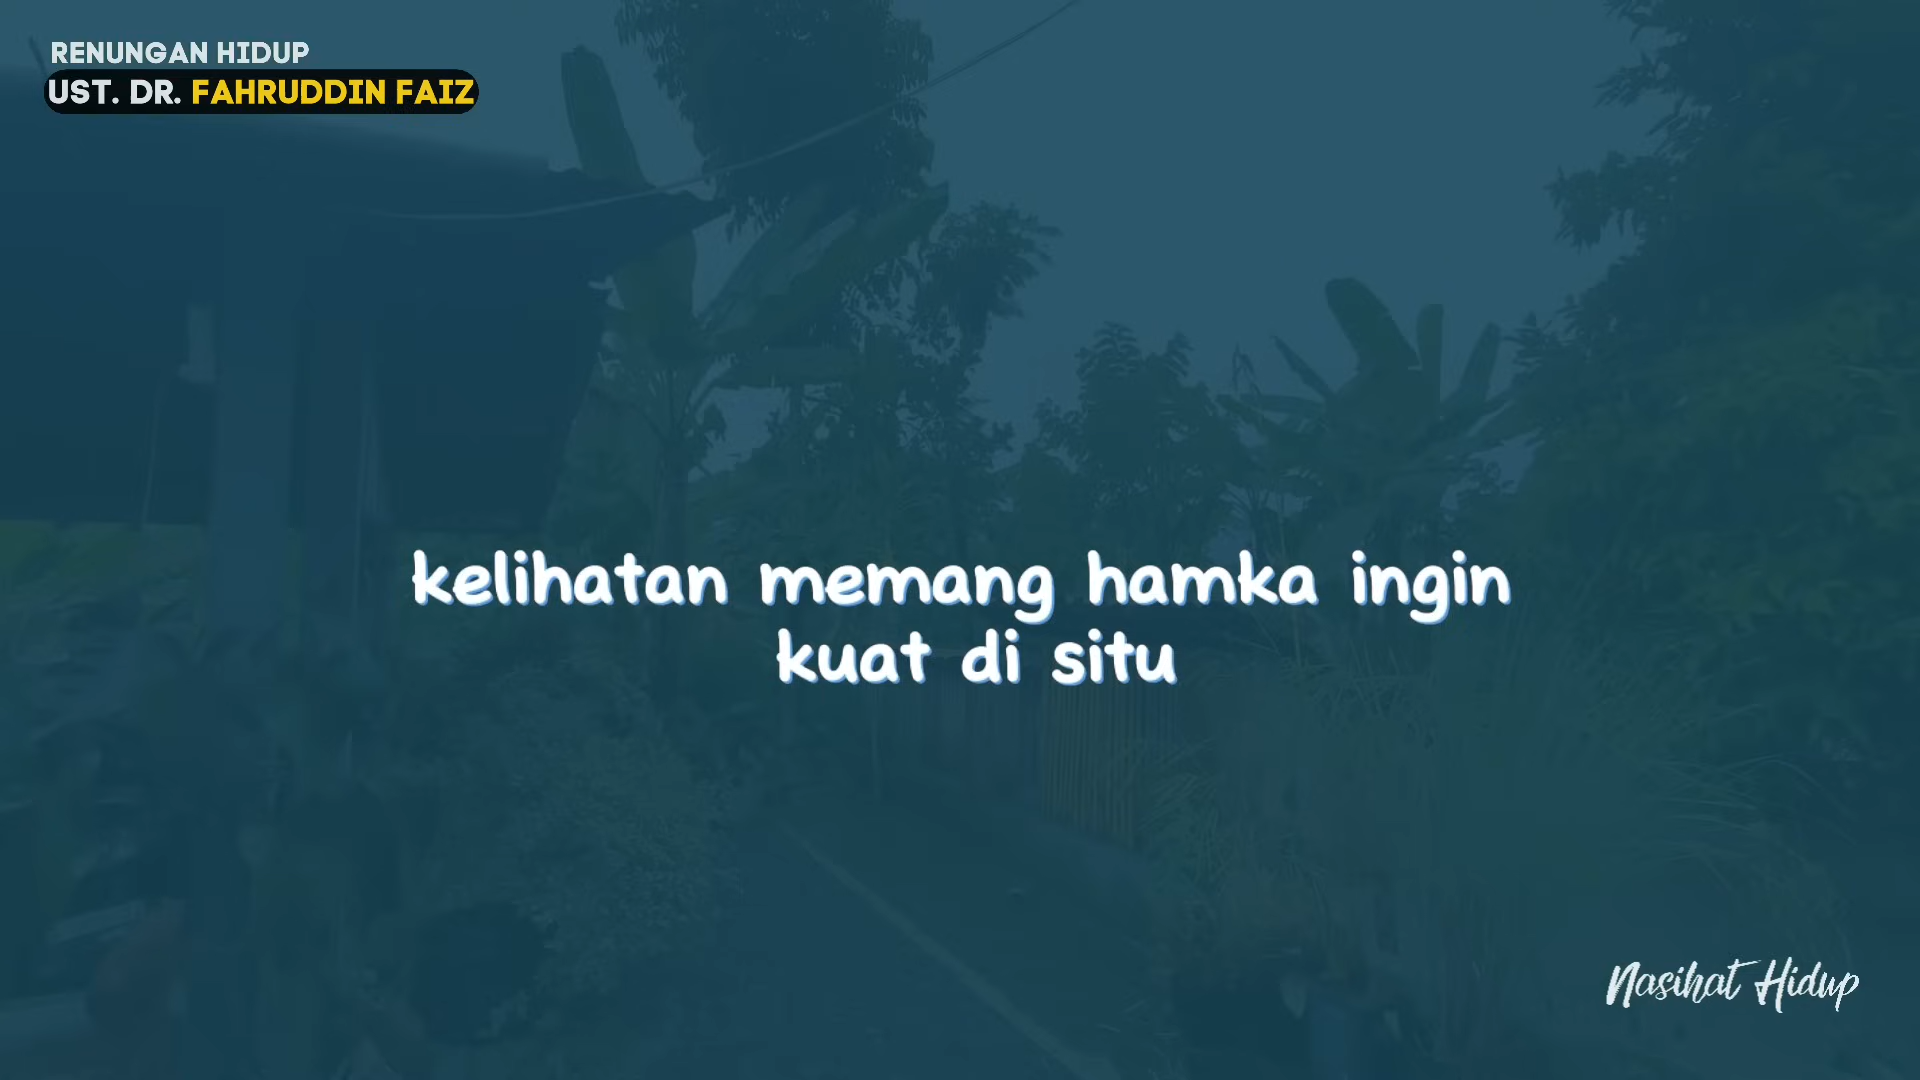 RENUNGAN HIDUP
UST. DR. FAHRUDDIN FAIZ
kelihatan memang hamka ingin
kuat di situ
Nasihat Hidup